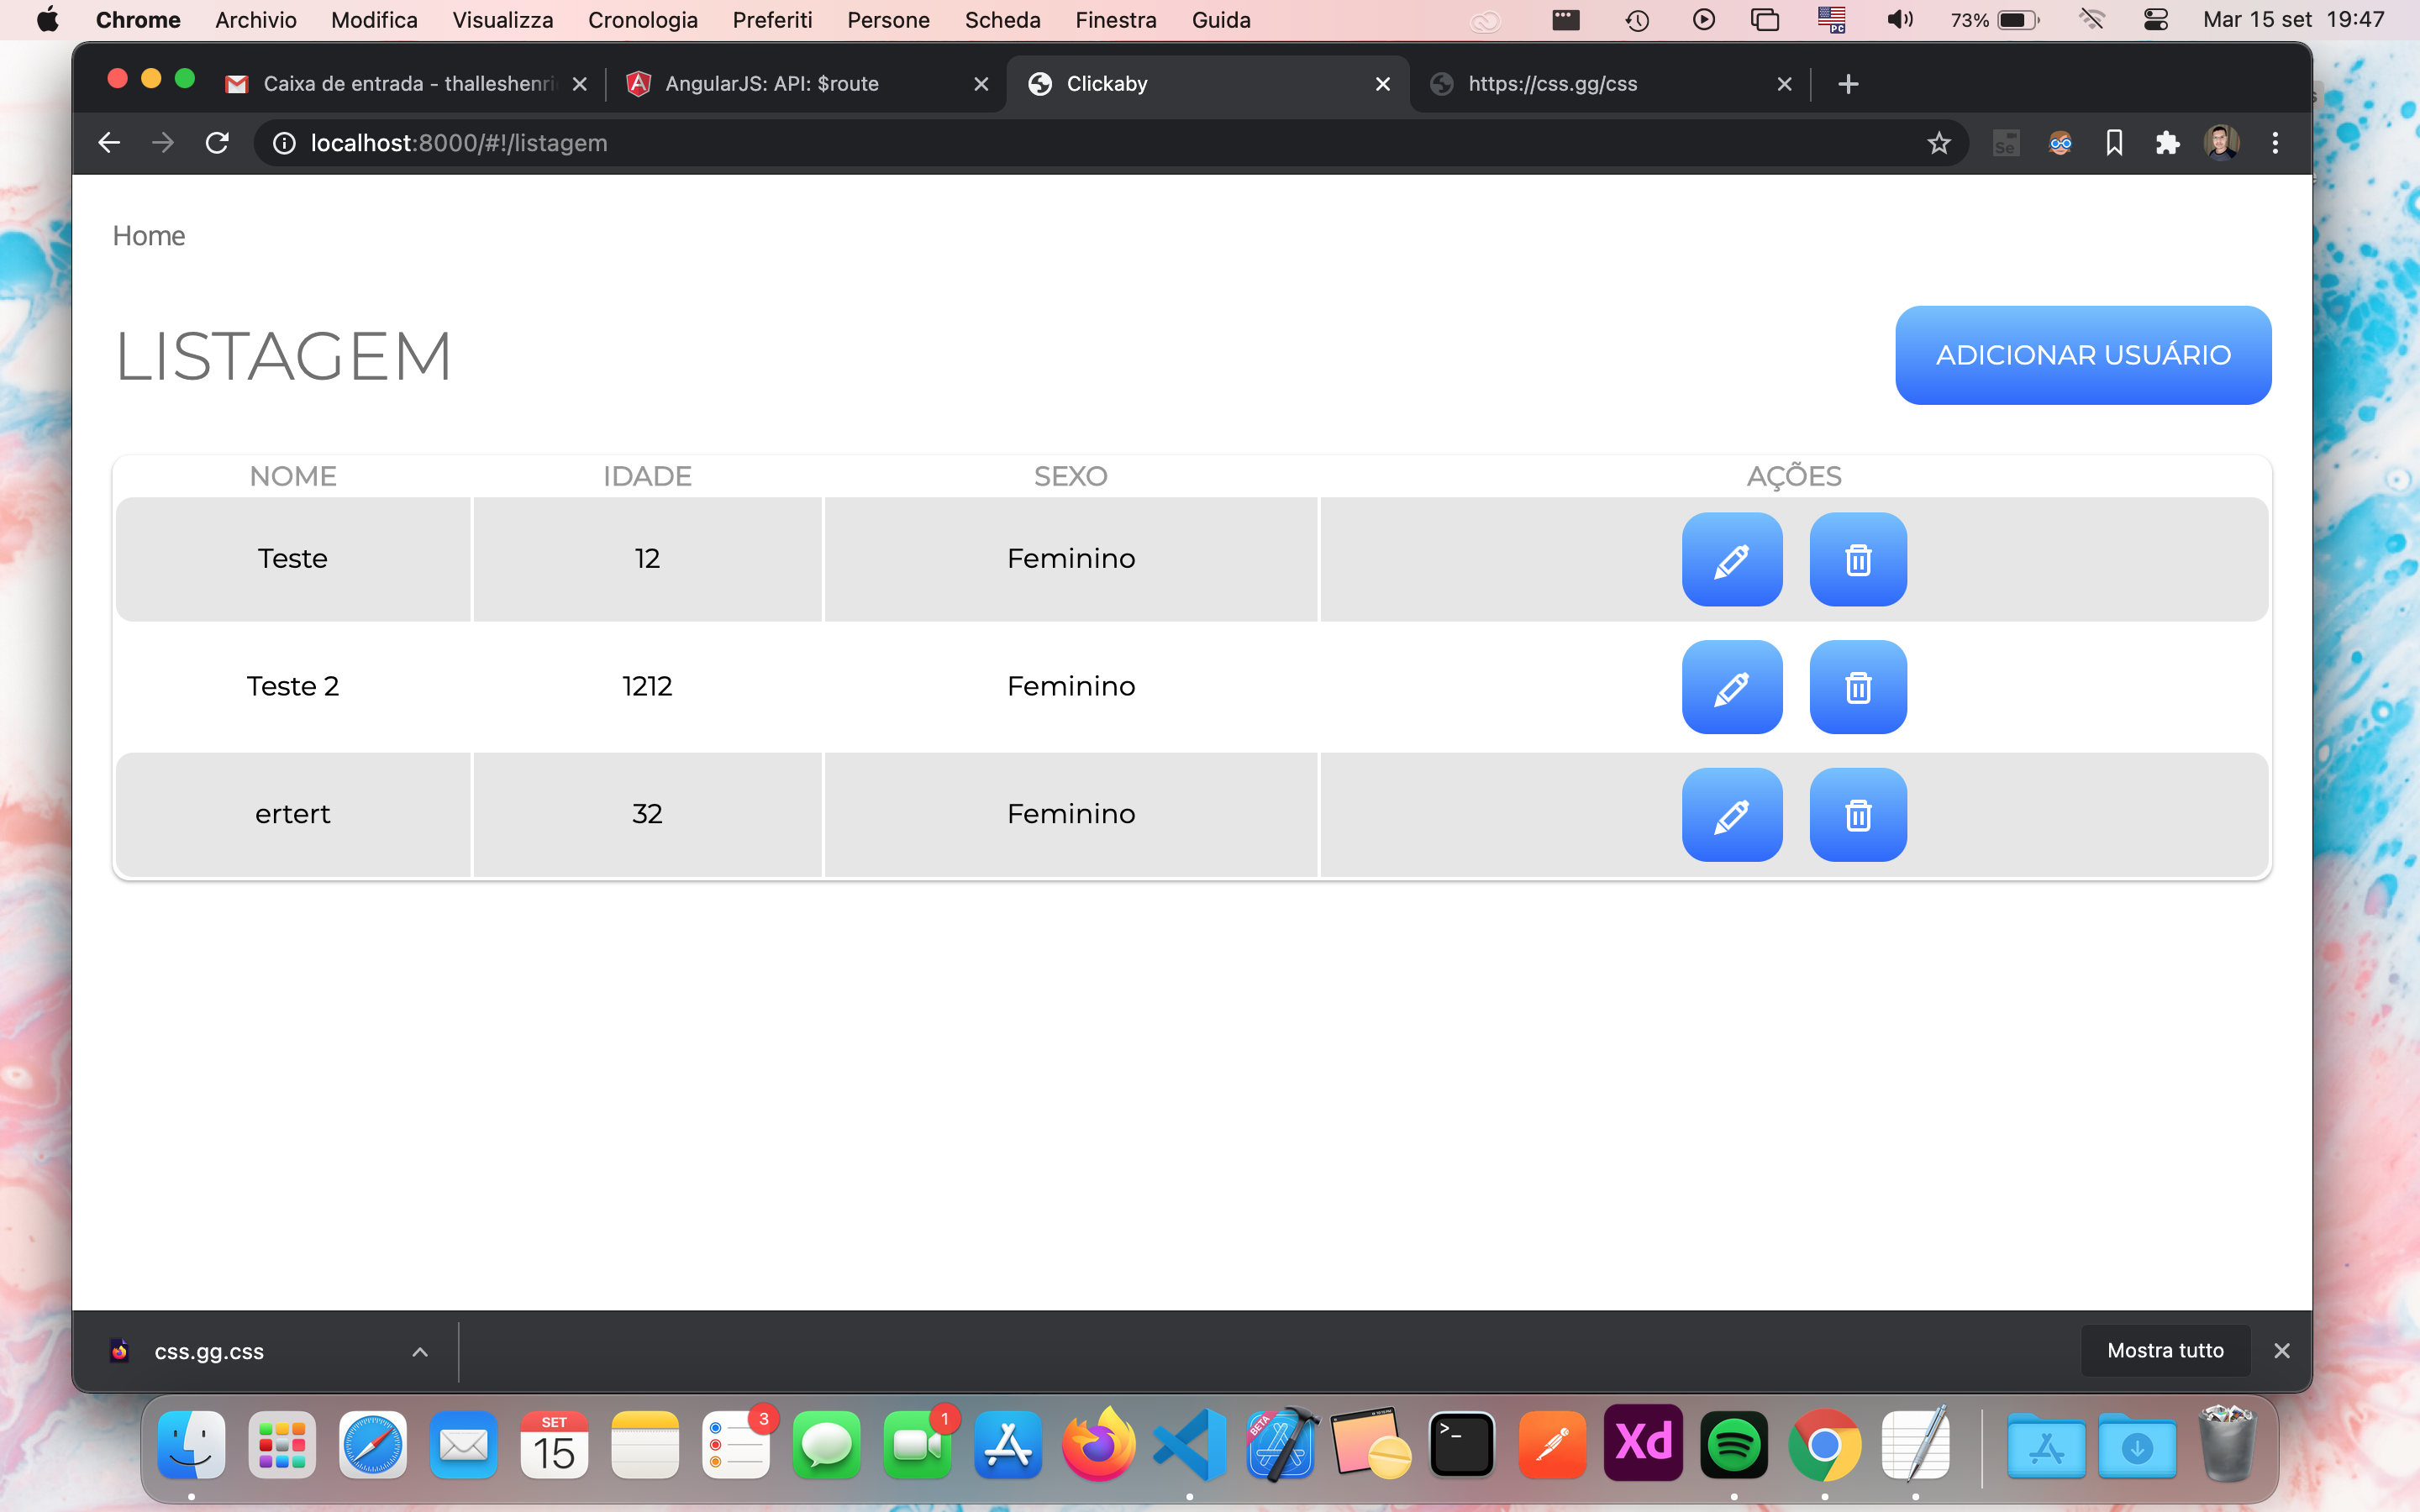 Chrome Archivio Modifica Visualizza Cronologia Preferiti Persone Scheda Finestra Guida 73% Mar 15 set 19:47
Caixa de entrada - thalleshenri
AngularJS: API: $route
Clickaby
https://css.gg/css
localhost:8000/#!/listagem
Home
LISTAGEM
ADICIONAR USUÁRIO
NOME IDADE SEXO AÇÕES
Teste 12 Feminino
Teste 2 1212 Feminino
ertert 32 Feminino
css.gg.css
Mostra tutto
SET
15
3
1
BETA
>_
Xd